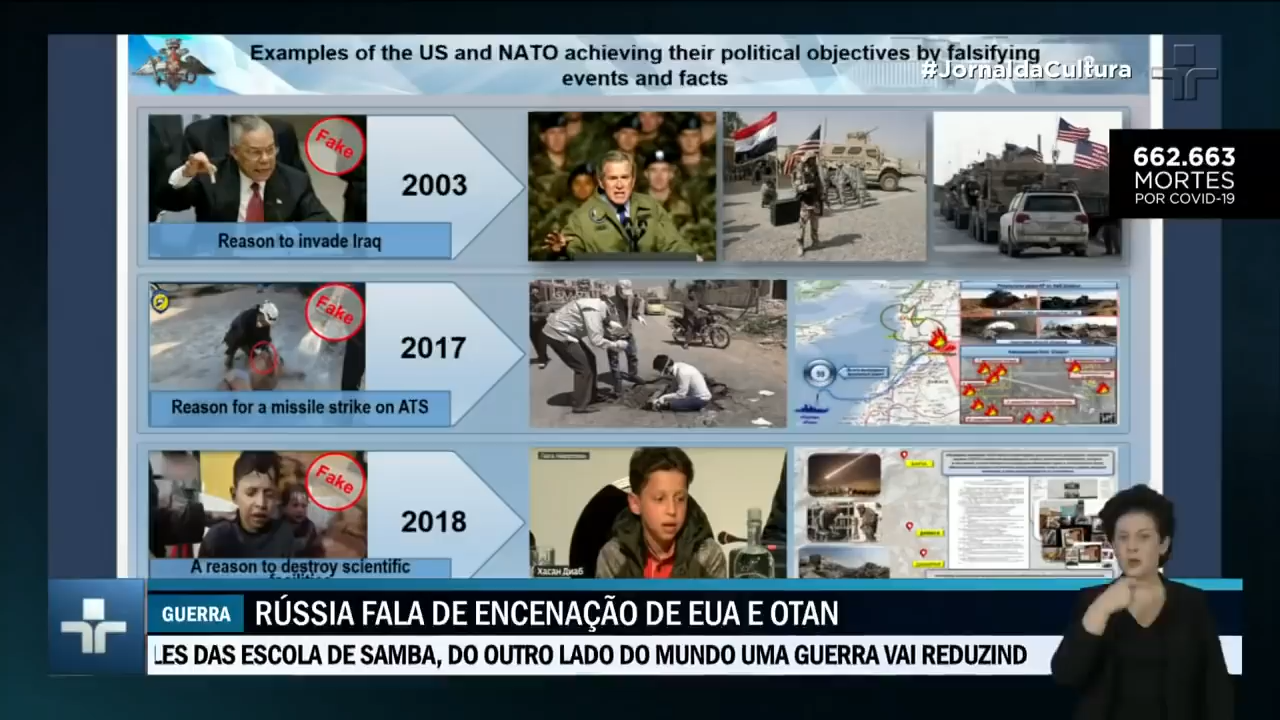 Examples of the US and NATO achieving their political objectives by falsifying
events and facts
#JornaldaCultura
662.663
MORTES
POR COVID-19
Fake
2003
Reason to invade Iraq
Fake
2017
Reason for a missile strike on ATS
Fake
2018
A reason to destroy scientific
Хасан Диаб
GUERRA
RÚSSIA FALA DE ENCENAÇÃO DE EUA E OTAN
LES DAS ESCOLA DE SAMBA, DO OUTRO LADO DO MUNDO UMA GUERRA VAI REDUZIND